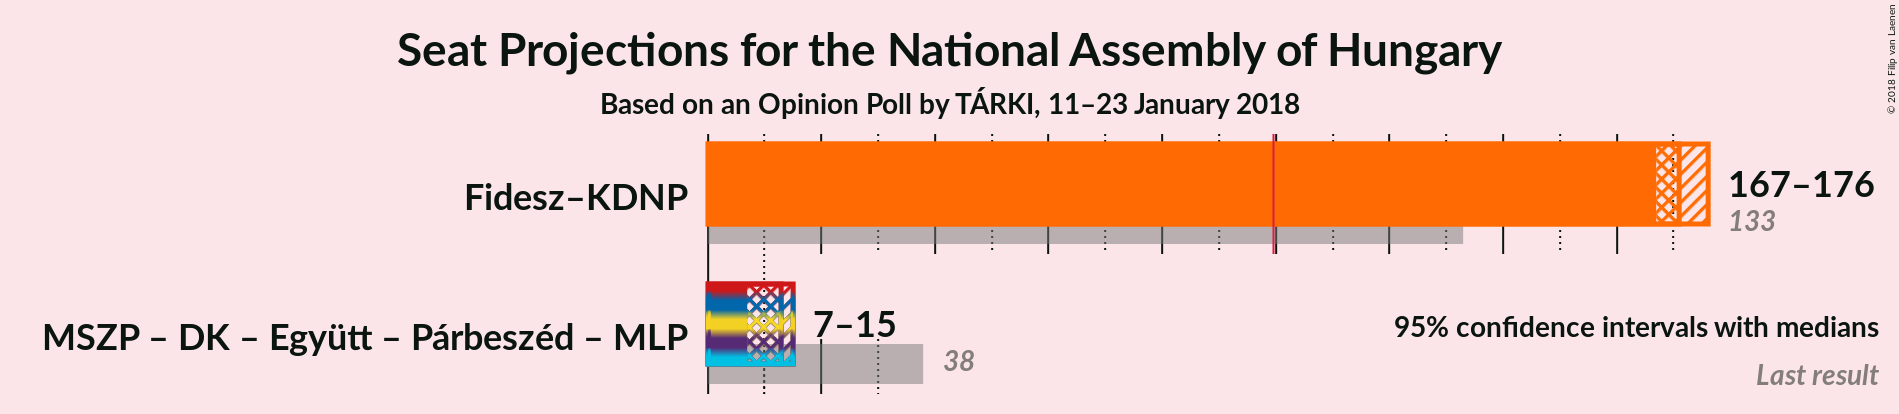 Seat Projections for the National Assembly of Hungary
Based on an Opinion Poll by TÁRKI, 11–23 January 2018
Fidesz–KDNP
167–176
133
MSZP – DK – Együtt – Párbeszéd – MLP
7–15
38
95% confidence intervals with medians
Last result
© 2018 Filip van Laenen